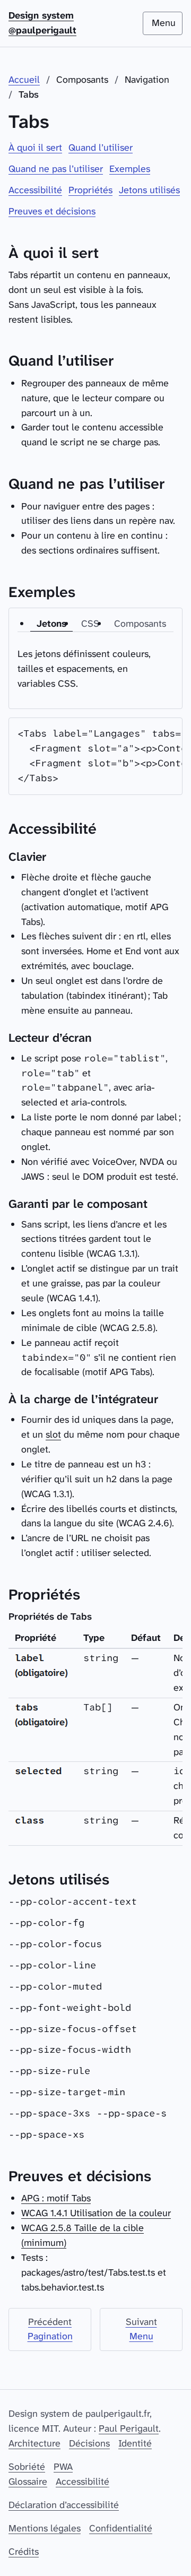 Design system
@paulperigault
Menu
Accueil / Composants / Navigation
/ Tabs
Tabs
À quoi il sert Quand l’utiliser
Quand ne pas l’utiliser Exemples
Accessibilité Propriétés Jetons utilisés
Preuves et décisions
À quoi il sert
Tabs répartit un contenu en panneaux,
dont un seul est visible à la fois.
Sans JavaScript, tous les panneaux
restent lisibles.
Quand l’utiliser
Regrouper des panneaux de même
nature, que le lecteur compare ou
parcourt un à un.
Garder tout le contenu accessible
quand le script ne se charge pas.
Quand ne pas l’utiliser
Pour naviguer entre des pages :
utiliser des liens dans un repère nav.
Pour un contenu à lire en continu :
des sections ordinaires suffisent.
Exemples
Jetons CSS Composants
Les jetons définissent couleurs,
tailles et espacements, en
variables CSS.
<Tabs label="Langages" tabs=
<Fragment slot="a"><p>Conte
<Fragment slot="b"><p>Conte
</Tabs>
Accessibilité
Clavier
Flèche droite et flèche gauche
changent d’onglet et l’activent
(activation automatique, motif APG
Tabs).
Les flèches suivent dir : en rtl, elles
sont inversées. Home et End vont aux
extrémités, avec bouclage.
Un seul onglet est dans l’ordre de
tabulation (tabindex itinérant) ; Tab
mène ensuite au panneau.
Lecteur d’écran
Le script pose role="tablist",
role="tab" et
role="tabpanel", avec aria-
selected et aria-controls.
La liste porte le nom donné par label ;
chaque panneau est nommé par son
onglet.
Non vérifié avec VoiceOver, NVDA ou
JAWS : seul le DOM produit est testé.
Garanti par le composant
Sans script, les liens d’ancre et les
sections titrées gardent tout le
contenu lisible (WCAG 1.3.1).
L’onglet actif se distingue par un trait
et une graisse, pas par la couleur
seule (WCAG 1.4.1).
Les onglets font au moins la taille
minimale de cible (WCAG 2.5.8).
Le panneau actif reçoit
tabindex="0" s’il ne contient rien
de focalisable (motif APG Tabs).
À la charge de l’intégrateur
Fournir des id uniques dans la page,
et un slot du même nom pour chaque
onglet.
Le titre de panneau est un h3 :
vérifier qu’il suit un h2 dans la page
(WCAG 1.3.1).
Écrire des libellés courts et distincts,
dans la langue du site (WCAG 2.4.6).
L’ancre de l’URL ne choisit pas
l’onglet actif : utiliser selected.
Propriétés
Propriétés de Tabs
Propriété Type Défaut De
label
(obligatoire)
string —
tabs
(obligatoire)
Tab[] —
selected string —
class string —
Jetons utilisés
--pp-color-accent-text
--pp-color-fg
--pp-color-focus
--pp-color-line
--pp-color-muted
--pp-font-weight-bold
--pp-size-focus-offset
--pp-size-focus-width
--pp-size-rule
--pp-size-target-min
--pp-space-3xs --pp-space-s
--pp-space-xs
Preuves et décisions
APG : motif Tabs
WCAG 1.4.1 Utilisation de la couleur
WCAG 2.5.8 Taille de la cible
(minimum)
Tests :
packages/astro/test/Tabs.test.ts et
tabs.behavior.test.ts
Précédent
Pagination
Suivant
Menu
Design system de paulperigault.fr,
licence MIT. Auteur : Paul Perigault.
Architecture Décisions Identité
Sobriété PWA
Glossaire Accessibilité
Déclaration d’accessibilité
Mentions légales Confidentialité
Crédits